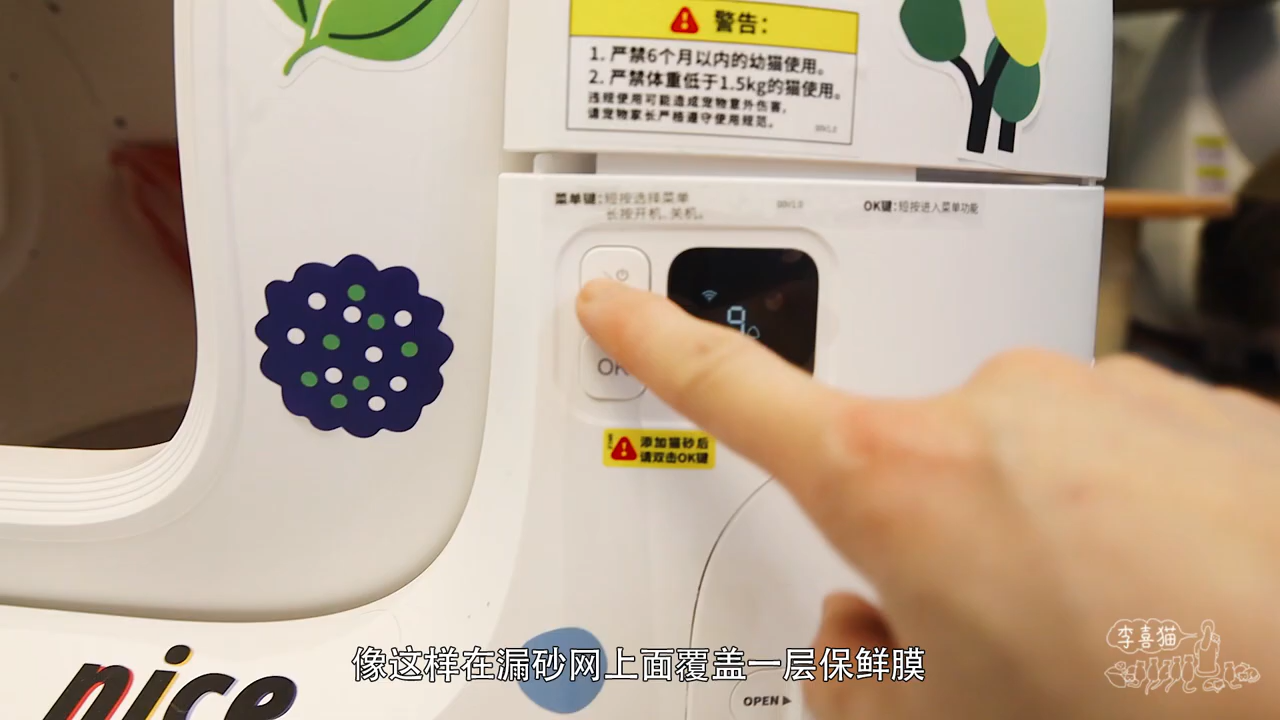 警告：
1. 严禁6个月以内的幼猫使用。
2. 严禁体重低于1.5kg的猫使用。
违规使用可能造成宠物意外伤害，
请宠物家长严格遵守使用规范。
菜单键：短按选择菜单
长按开机、关机。
OK键：短按进入菜单功能
9
OK
添加猫砂后
请双击OK键
nice
OPEN
像这样在漏砂网上面覆盖一层保鲜膜
李喜猫